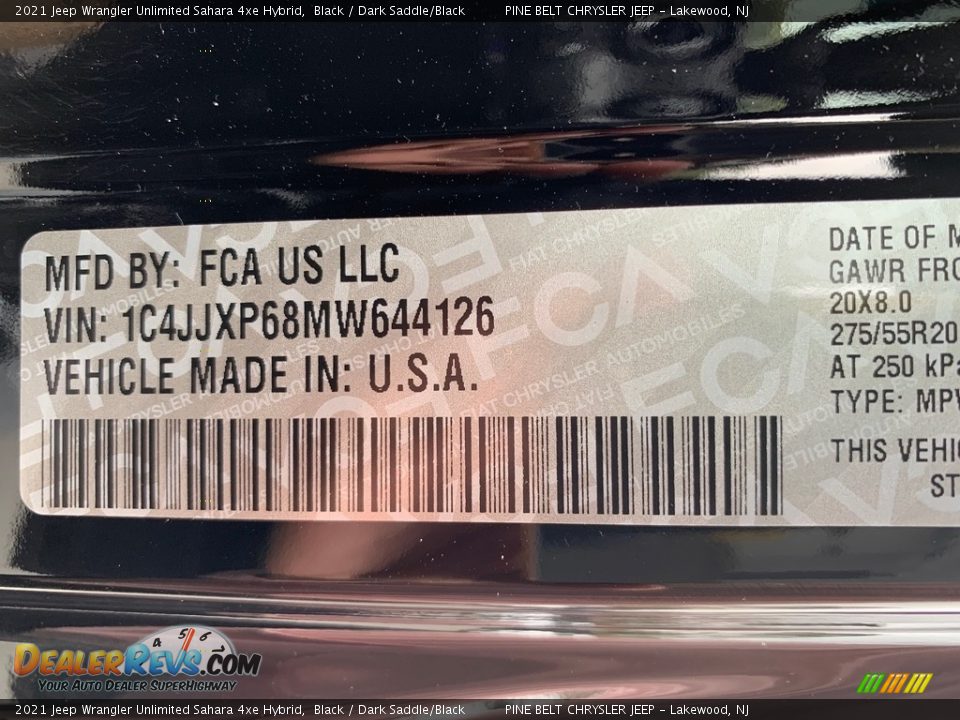 2021 Jeep Wrangler Unlimited Sahara 4xe Hybrid, Black / Dark Saddle/Black PINE BELT CHRYSLER JEEP - Lakewood, NJ
MFD BY: FCA US LLC
VIN: 1C4JJXP68MW644126
VEHICLE MADE IN: U.S.A.
DATE OF M
GAWR FRO
20X8.0
275/55R20
AT 250 kPa
TYPE: MPV
THIS VEHIC
ST
4 5 6
DEALERREVS.COM
YOUR AUTO DEALER SUPERHIGHWAY
2021 Jeep Wrangler Unlimited Sahara 4xe Hybrid, Black / Dark Saddle/Black PINE BELT CHRYSLER JEEP - Lakewood, NJ